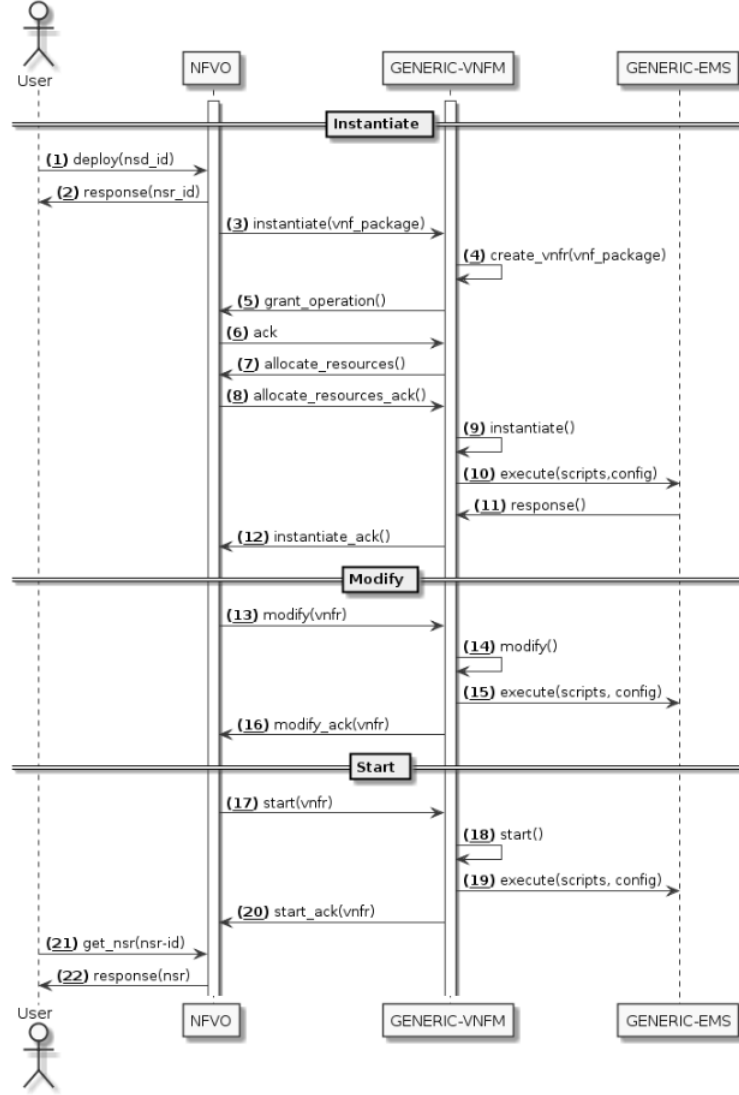 User
NFVO
GENERIC-VNFM
GENERIC-EMS
Instantiate
(1) deploy(nsd_id)
(2) response(nsr_id)
(3) instantiate(vnf_package)
(4) create_vnfr(vnf_package)
(5) grant_operation()
(6) ack
(7) allocate_resources()
(8) allocate_resources_ack()
(9) instantiate()
(10) execute(scripts,config)
(11) response()
(12) instantiate_ack()
Modify
(13) modify(vnfr)
(14) modify()
(15) execute(scripts, config)
(16) modify_ack(vnfr)
Start
(17) start(vnfr)
(18) start()
(19) execute(scripts, config)
(20) start_ack(vnfr)
(21) get_nsr(nsr-id)
(22) response(nsr)
User
NFVO
GENERIC-VNFM
GENERIC-EMS